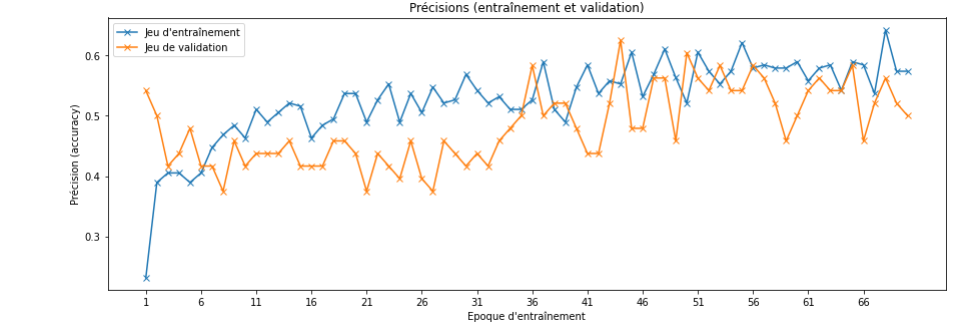 Précisions (entraînement et validation)
Jeu d'entraînement
Jeu de validation
Précision (accuracy)
0.6
0.5
0.4
0.3
1 6 11 16 21 26 31 36 41 46 51 56 61 66
Epoque d'entraînement